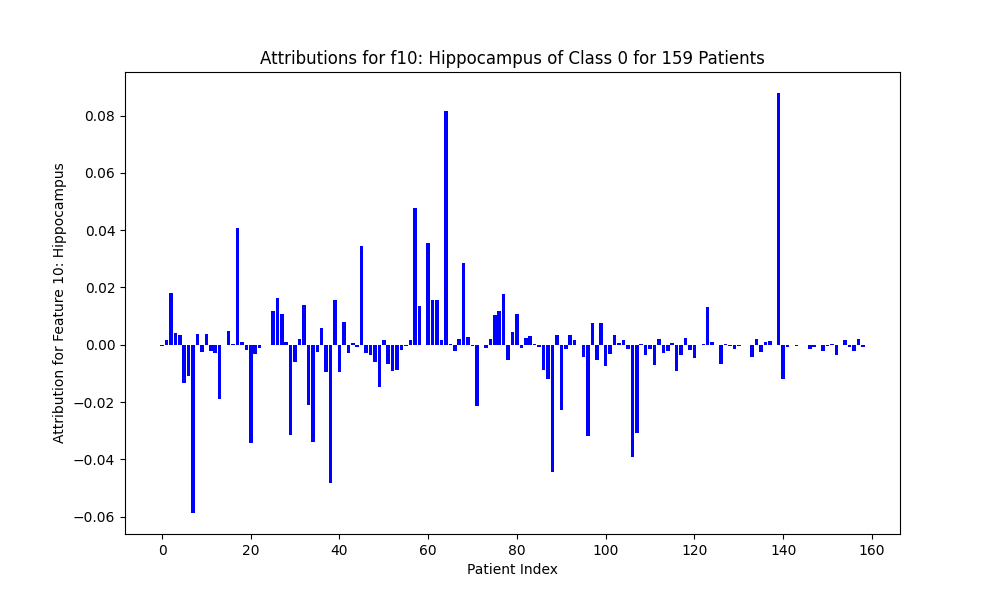 Attributions for f10: Hippocampus of Class 0 for 159 Patients
Attribution for Feature 10: Hippocampus
0.08
0.06
0.04
0.02
0.00
−0.02
−0.04
−0.06
0 20 40 60 80 100 120 140 160
Patient Index